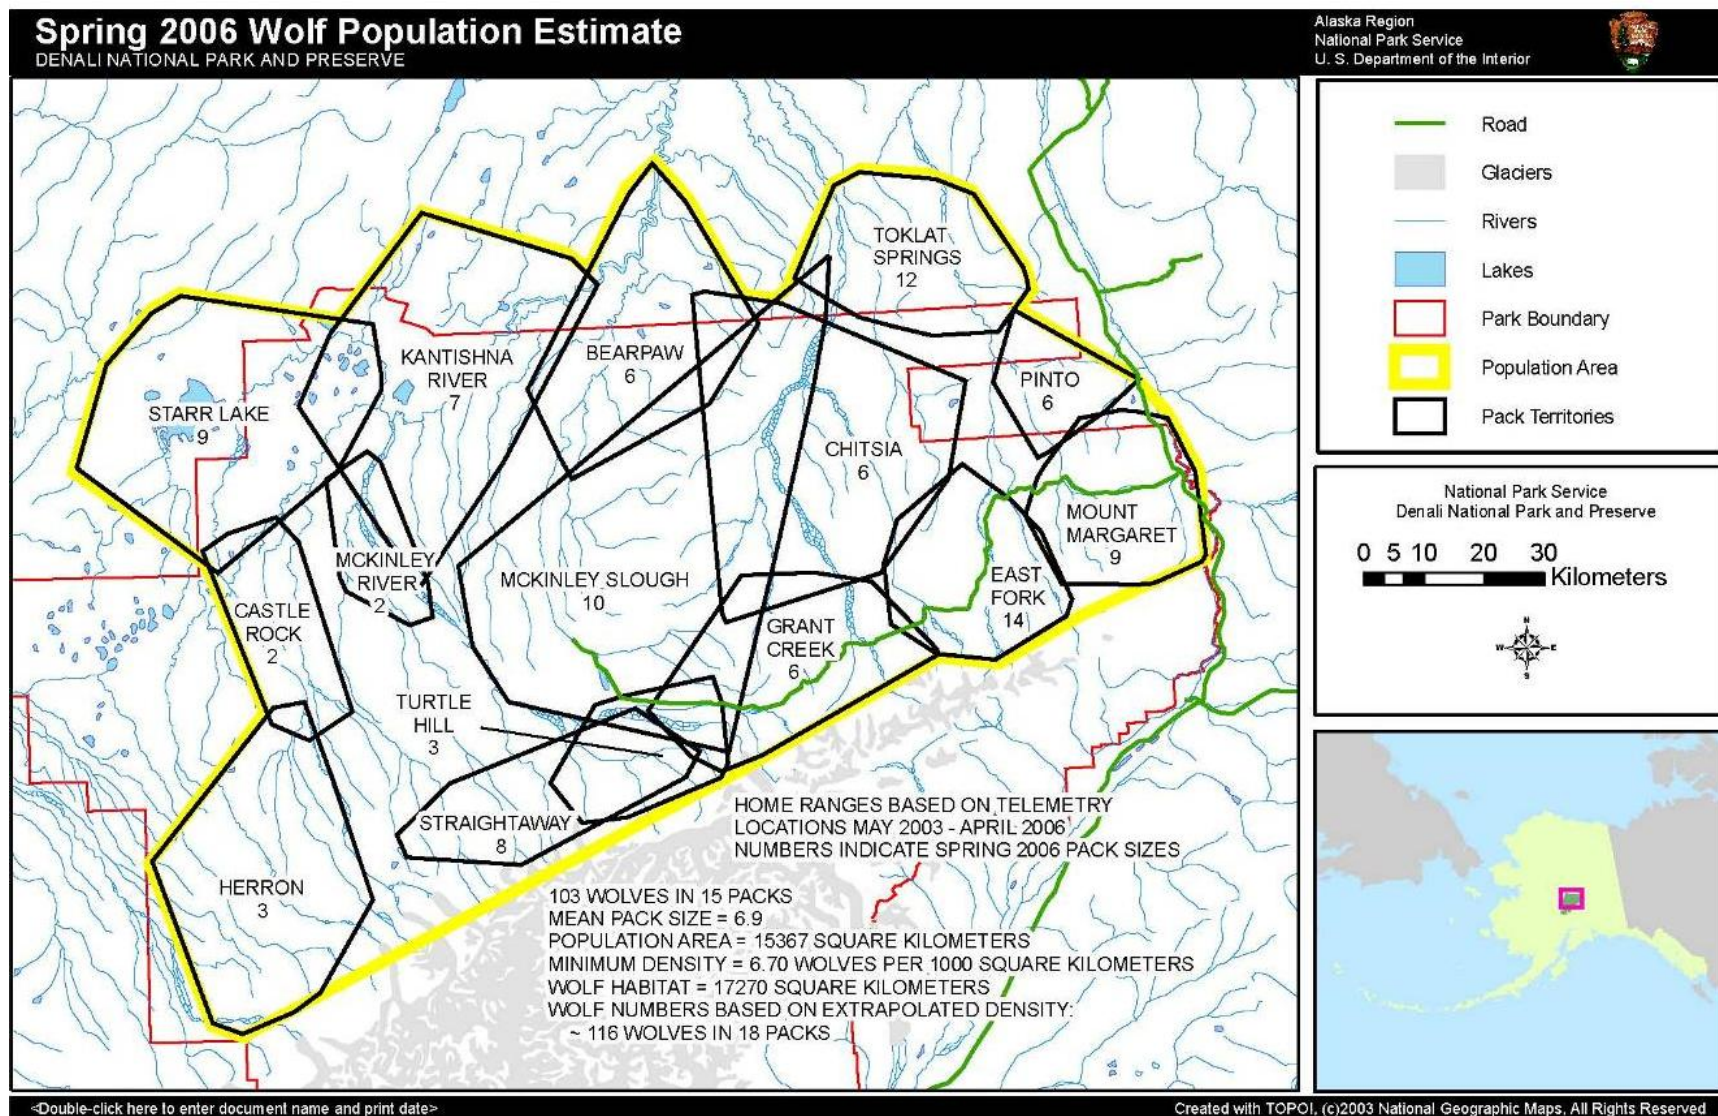 Spring 2006 Wolf Population Estimate
DENALI NATIONAL PARK AND PRESERVE
Alaska Region
National Park Service
U. S. Department of the Interior
TOKLAT
SPRINGS
12
KANTISHNA
RIVER
7
BEARPAW
6
PINTO
6
STARR LAKE
9
CHITSIA
6
MOUNT
MARGARET
9
MCKINLEY
RIVER
2
MCKINLEY SLOUGH
10
EAST
FORK
14
CASTLE
ROCK
2
GRANT
CREEK
6
TURTLE
HILL
3
STRAIGHTAWAY
8
HERRON
3
HOME RANGES BASED ON TELEMETRY
LOCATIONS MAY 2003 - APRIL 2006
NUMBERS INDICATE SPRING 2006 PACK SIZES
103 WOLVES IN 15 PACKS
MEAN PACK SIZE = 6.9
POPULATION AREA = 15367 SQUARE KILOMETERS
MINIMUM DENSITY = 6.70 WOLVES PER 1000 SQUARE KILOMETERS
WOLF HABITAT = 17270 SQUARE KILOMETERS
WOLF NUMBERS BASED ON EXTRAPOLATED DENSITY:
~ 116 WOLVES IN 18 PACKS
Road
Glaciers
Rivers
Lakes
Park Boundary
Population Area
Pack Territories
National Park Service
Denali National Park and Preserve
0 5 10 20 30
Kilometers
N
W E
S
<Double-click here to enter document name and print date>
Created with TOPO!, (c)2003 National Geographic Maps, All Rights Reserved